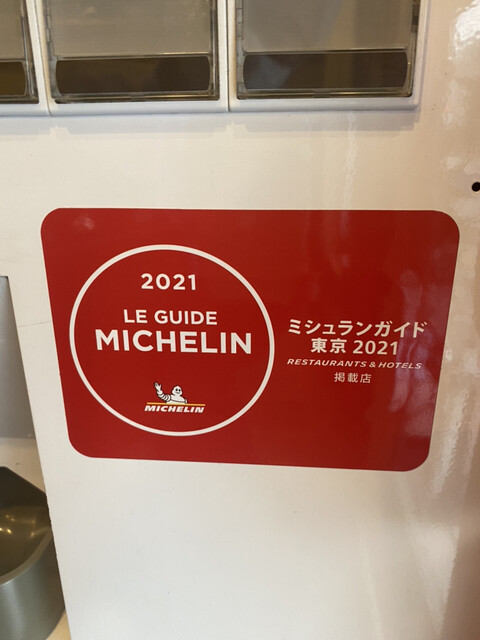 2021
LE GUIDE
MICHELIN
MICHELIN
ミシュランガイド
東京 2021
RESTAURANTS & HOTELS
掲載店